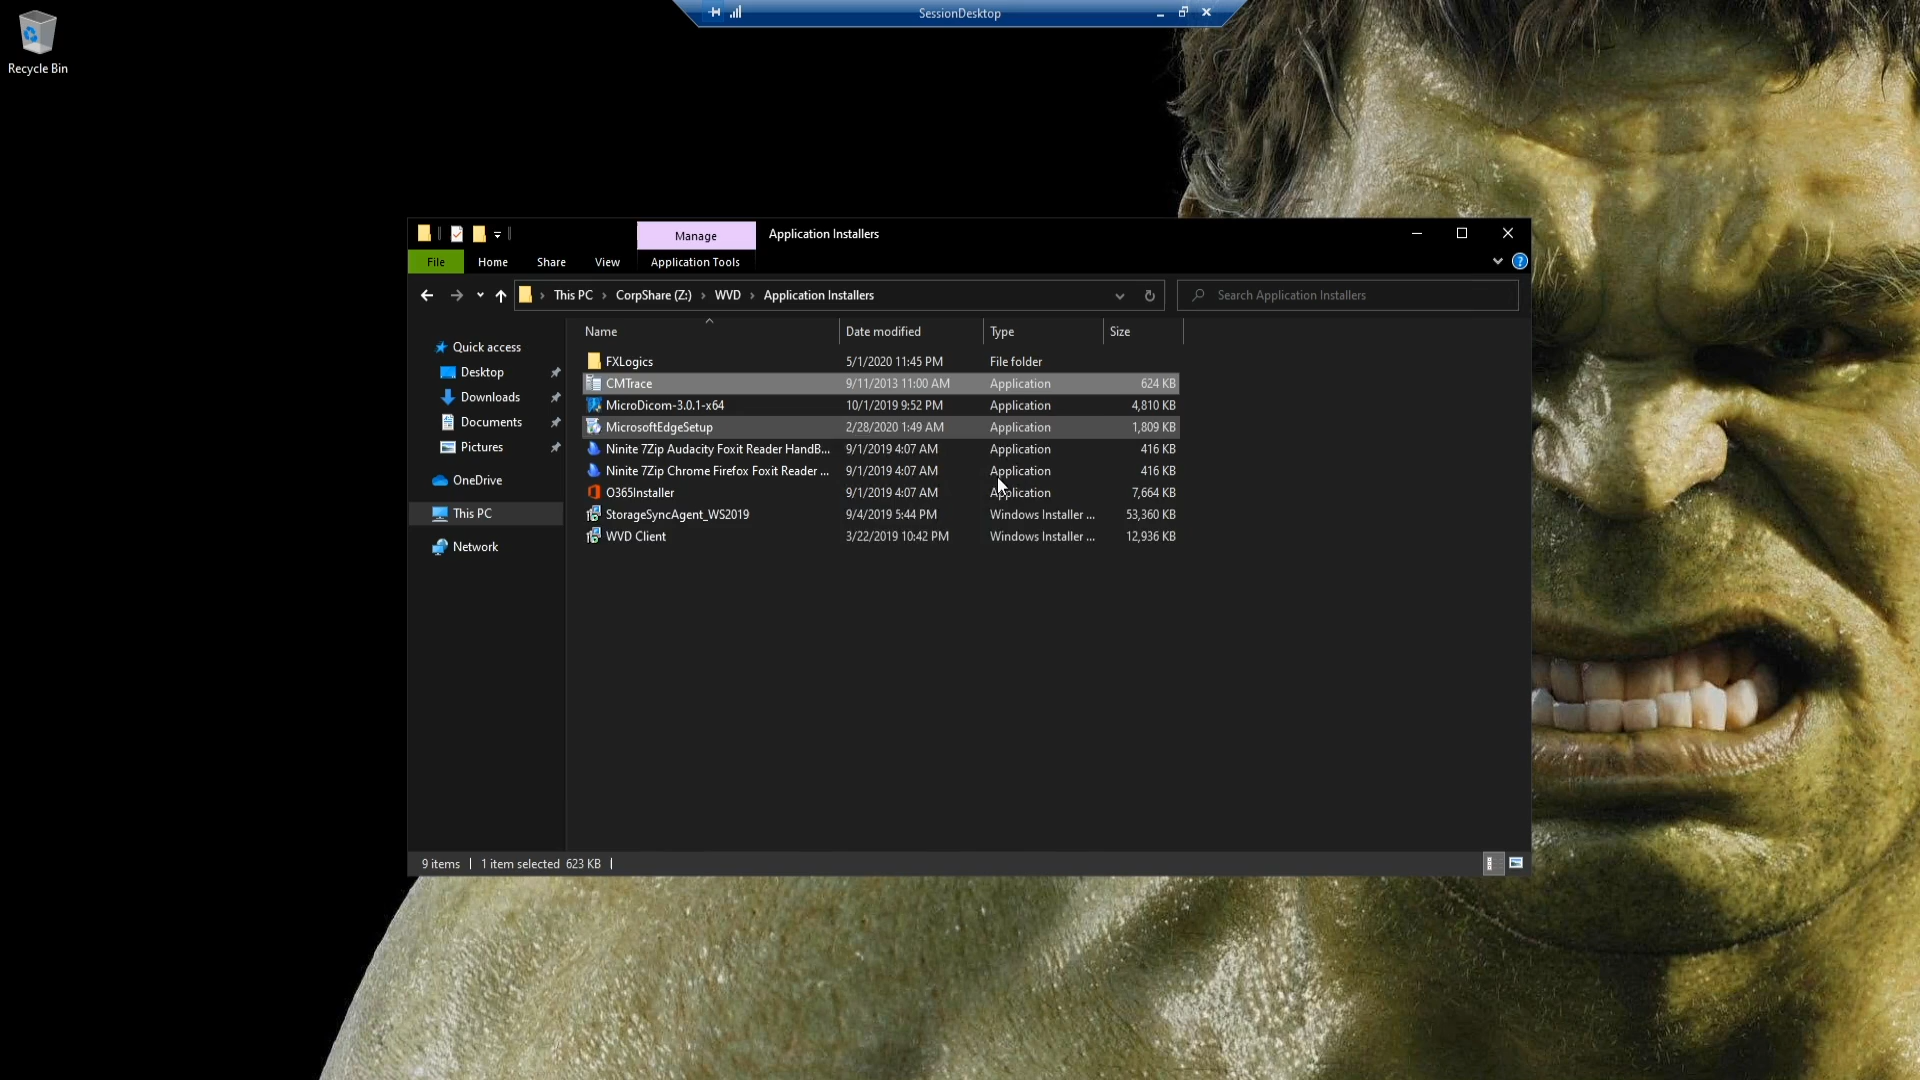 SessionDesktop
Recycle Bin
Manage
Application Installers
File
Home
Share
View
Application Tools
This PC
CorpShare (Z:)
WVD
Application Installers
Search Application Installers
Name
Date modified
Type
Size
Quick access
Desktop
Downloads
Documents
Pictures
OneDrive
This PC
Network
FXLogics 5/1/2020 11:45 PM File folder
CMTrace 9/11/2013 11:00 AM Application 624 KB
MicroDicom-3.0.1-x64 10/1/2019 9:52 PM Application 4,810 KB
MicrosoftEdgeSetup 2/28/2020 1:49 AM Application 1,809 KB
Ninite 7Zip Audacity Foxit Reader HandB... 9/1/2019 4:07 AM Application 416 KB
Ninite 7Zip Chrome Firefox Foxit Reader ... 9/1/2019 4:07 AM Application 416 KB
O365Installer 9/1/2019 4:07 AM Application 7,664 KB
StorageSyncAgent_WS2019 9/4/2019 5:44 PM Windows Installer ... 53,360 KB
WVD Client 3/22/2019 10:42 PM Windows Installer ... 12,936 KB
9 items
1 item selected 623 KB